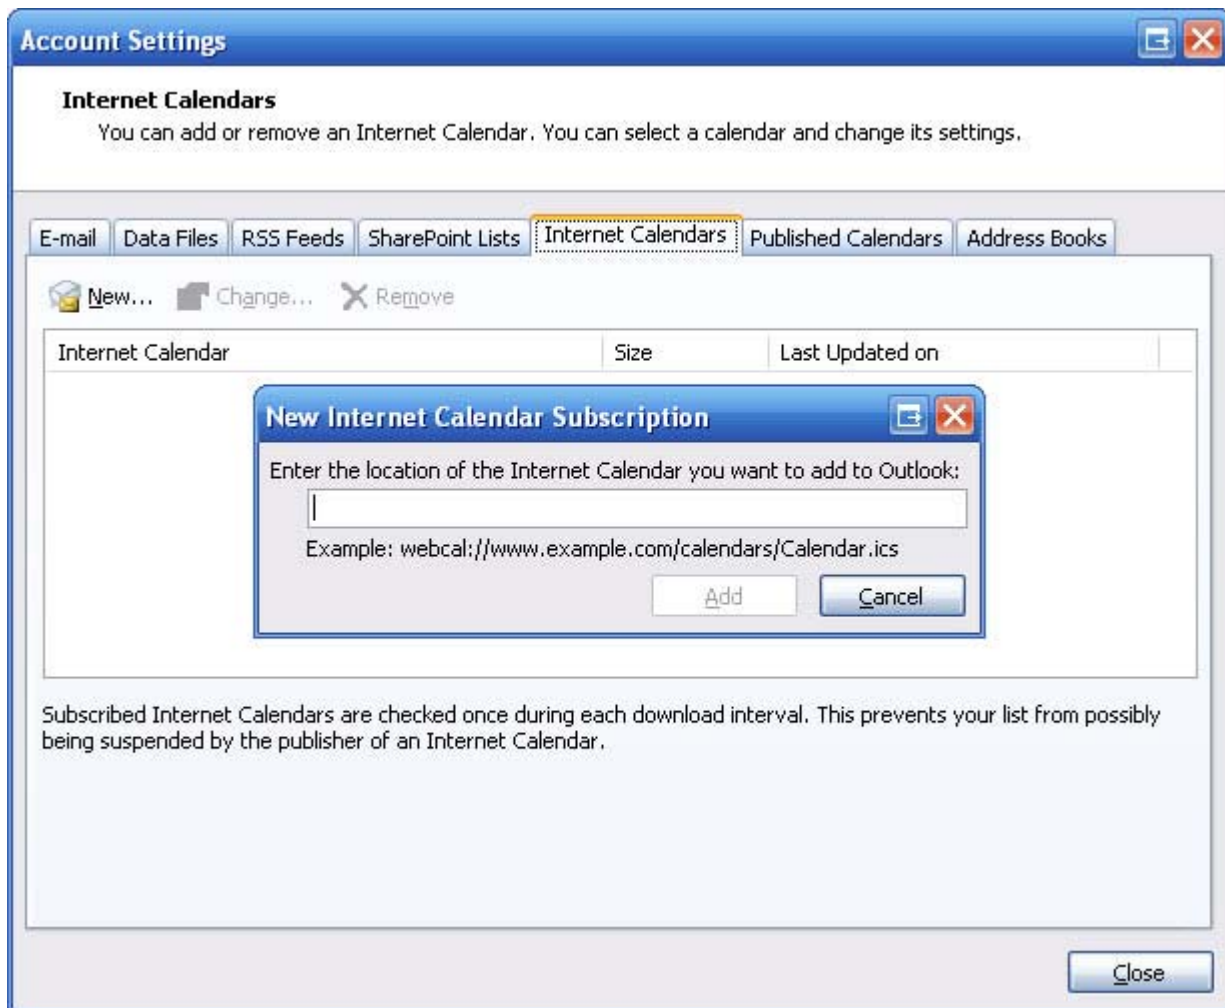 Account Settings
Internet Calendars
You can add or remove an Internet Calendar. You can select a calendar and change its settings.
E-mail Data Files RSS Feeds SharePoint Lists Internet Calendars Published Calendars Address Books
New... Change... Remove
Internet Calendar Size Last Updated on
New Internet Calendar Subscription
Enter the location of the Internet Calendar you want to add to Outlook:
Example: webcal://www.example.com/calendars/Calendar.ics
Add Cancel
Subscribed Internet Calendars are checked once during each download interval. This prevents your list from possibly
being suspended by the publisher of an Internet Calendar.
Close